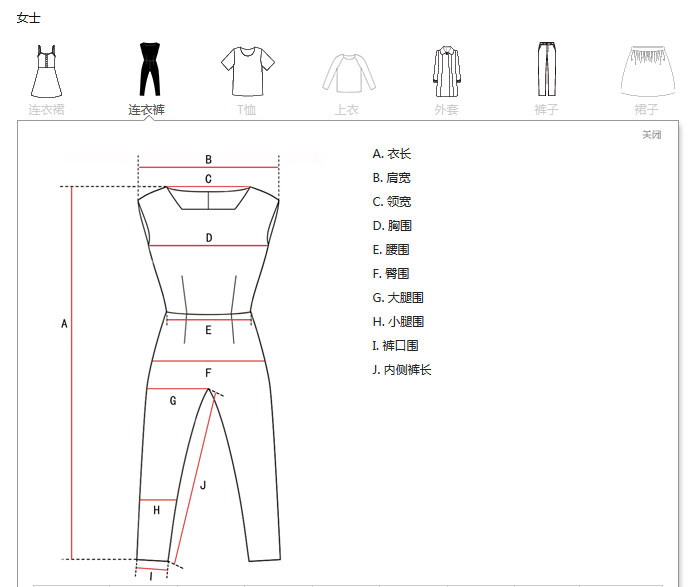 女士
连衣裙 连衣裤 T恤 上衣 外套 裤子 裙子
关闭
A. 衣长
B. 肩宽
C. 领宽
D. 胸围
E. 腰围
F. 臀围
G. 大腿围
H. 小腿围
I. 裤口围
J. 内侧裤长
B
C
D
A
E
F
G
J
H
I